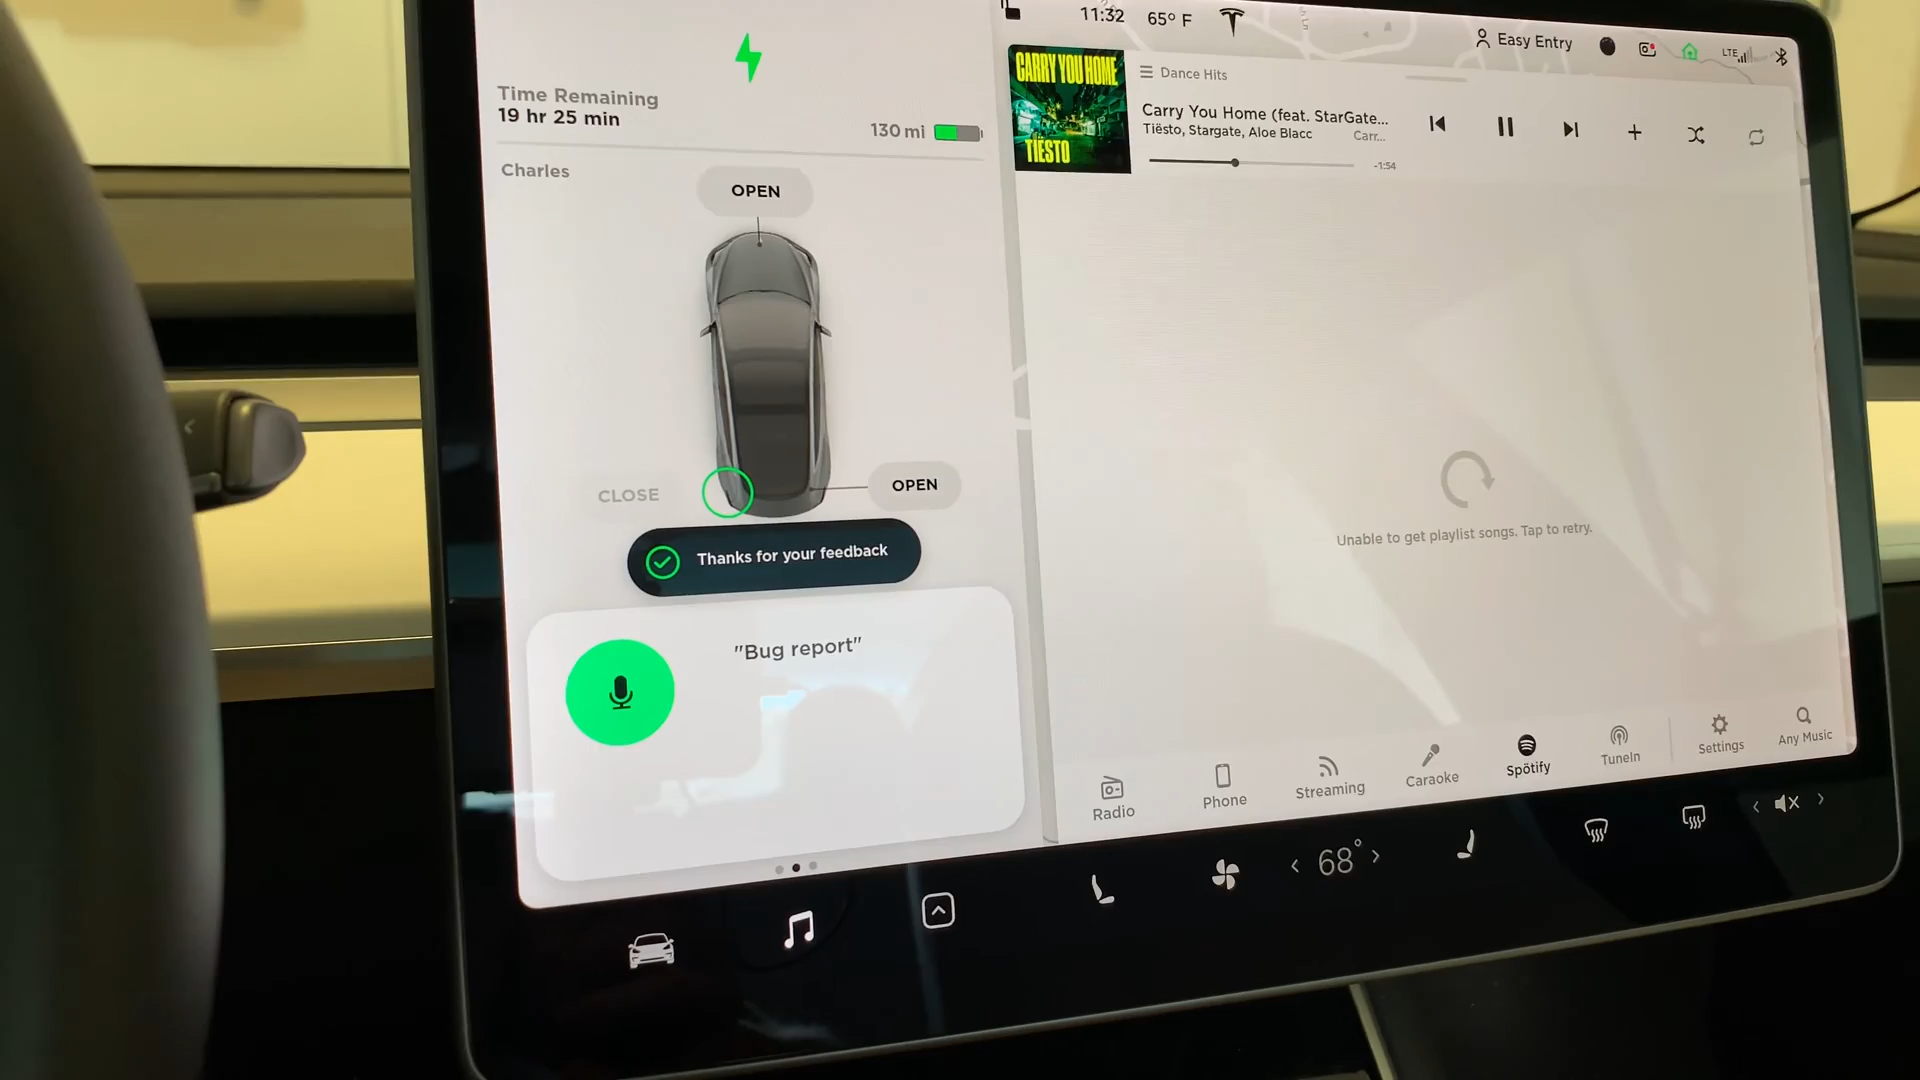 Time Remaining
19 hr 25 min
130 mi
Charles
OPEN
CLOSE
OPEN
Thanks for your feedback
"Bug report"
11:32
65° F
Easy Entry
LTE
CARRY YOU HOME
TIËSTO
Dance Hits
Carry You Home (feat. StarGate...
Tiësto, Stargate, Aloe Blacc
Carr...
-1:54
Unable to get playlist songs. Tap to retry.
Radio
Phone
Streaming
Caraoke
Spötify
TuneIn
Settings
Any Music
68°